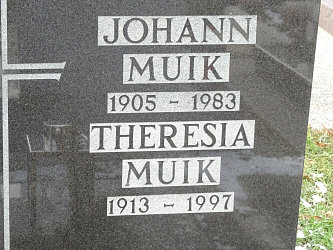 JOHANN
MUIK
1905 - 1983
THERESIA
MUIK
1913 - 1997